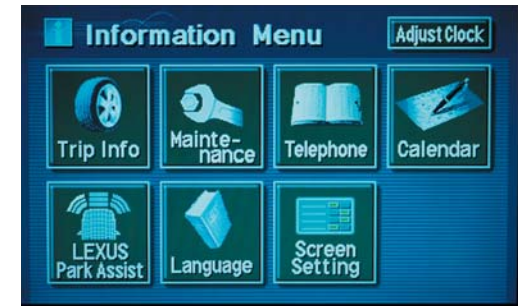 Information Menu
Adjust Clock
Trip Info
Mainte-
nance
Telephone
Calendar
LEXUS
Park Assist
Language
Screen
Setting